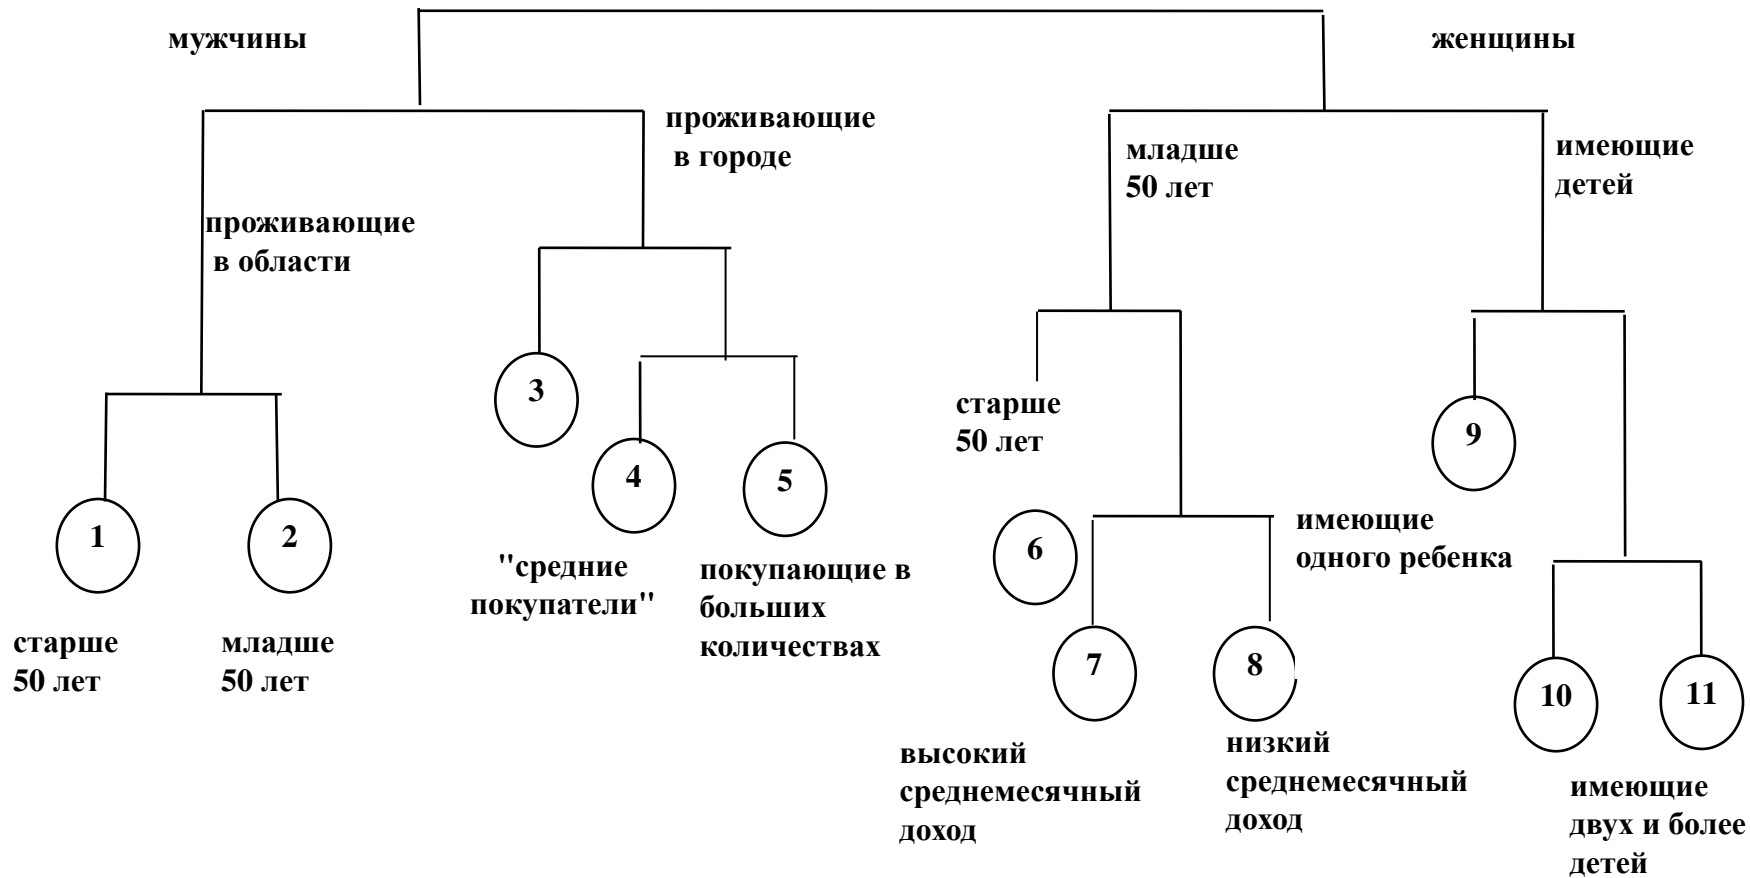 мужчины
женщины
проживающие
в городе
младше
50 лет
имеющие
детей
проживающие
в области
3
старше
50 лет
9
4
5
1
2
6
имеющие
одного ребенка
"средние
покупатели"
покупающие в
больших
количествах
старше
50 лет
младше
50 лет
7
8
10
11
высокий
среднемесячный
доход
низкий
среднемесячный
доход
имеющие
двух и более
детей